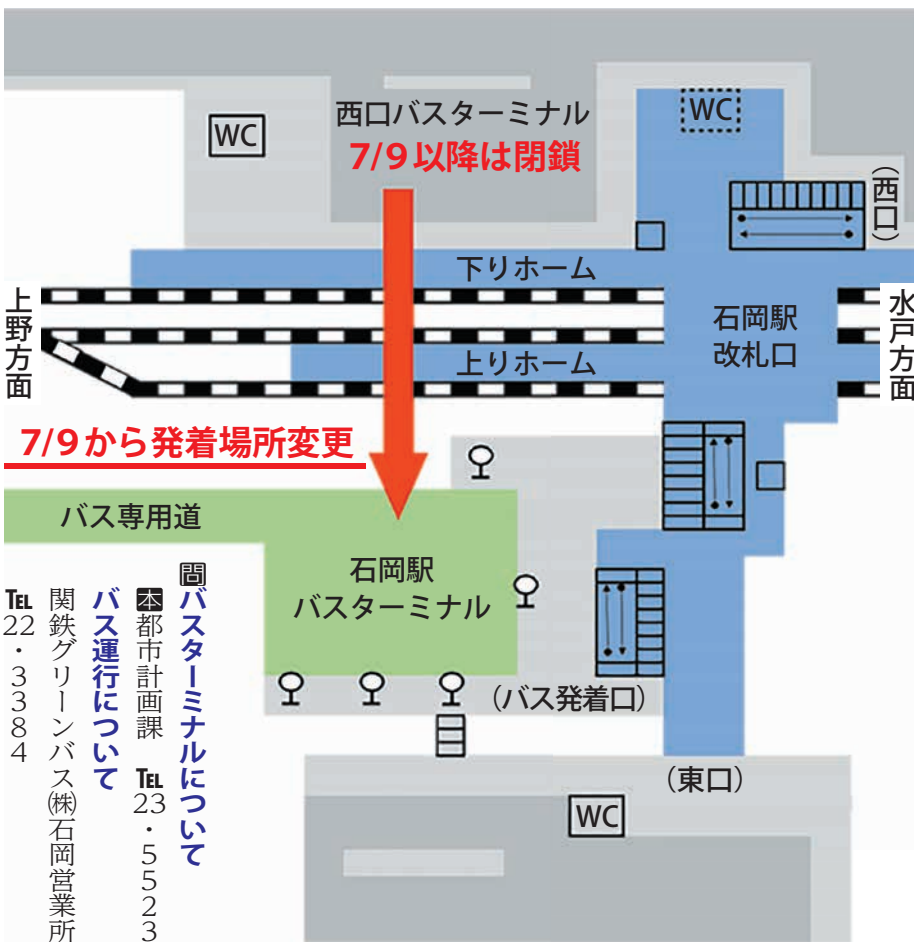 WC
西口バスターミナル
7/9以降は閉鎖
WC
（西口）
下りホーム
上野方面
石岡駅
改札口
水戸方面
上りホーム
7/9から発着場所変更
バス専用道
石岡駅
バスターミナル
（バス発着口）
（東口）
WC
問バスターミナルについて
本都市計画課 TEL23・5523
バス運行について
関鉄グリーンバス㈱石岡営業所
TEL22・3384